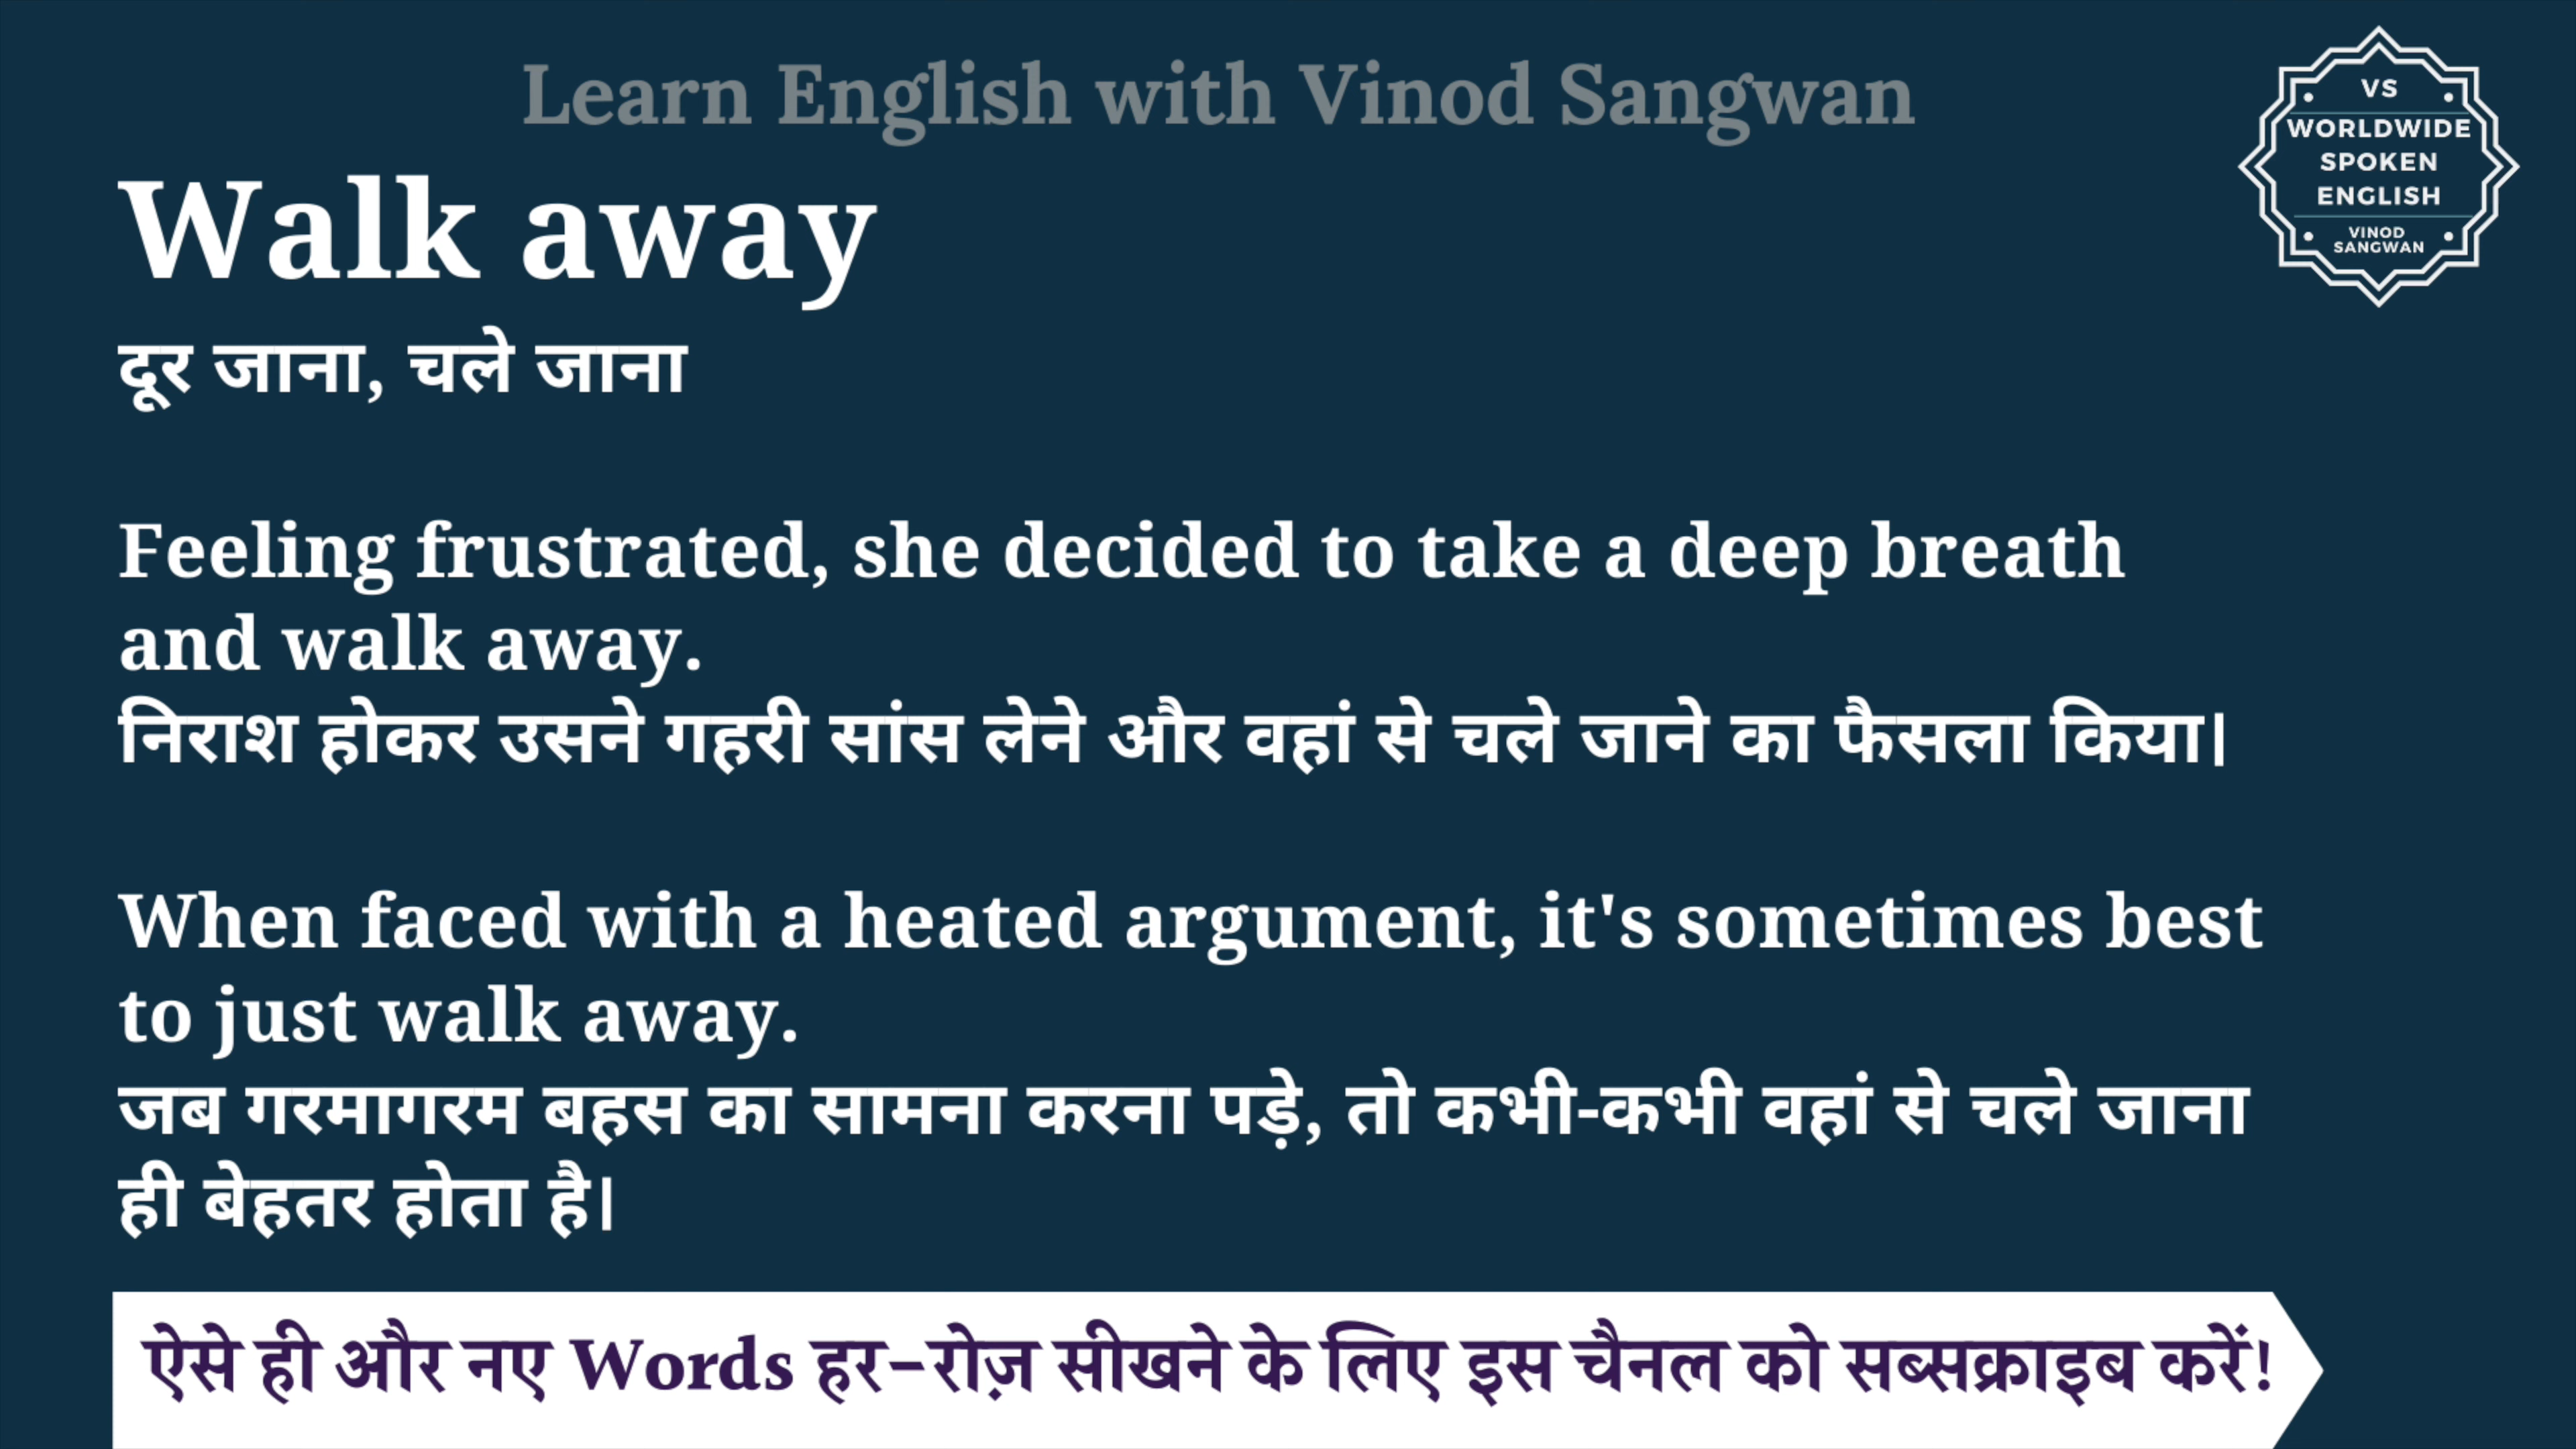 Learn English with Vinod Sangwan
VS
WORLDWIDE
SPOKEN
ENGLISH
VINOD
SANGWAN
Walk away
दूर जाना, चले जाना
Feeling frustrated, she decided to take a deep breath
and walk away.
निराश होकर उसने गहरी सांस लेने और वहां से चले जाने का फैसला किया।
When faced with a heated argument, it's sometimes best
to just walk away.
जब गरमागरम बहस का सामना करना पड़े, तो कभी-कभी वहां से चले जाना
ही बेहतर होता है।
ऐसे ही और नए Words हर-रोज़ सीखने के लिए इस चैनल को सब्सक्राइब करें!